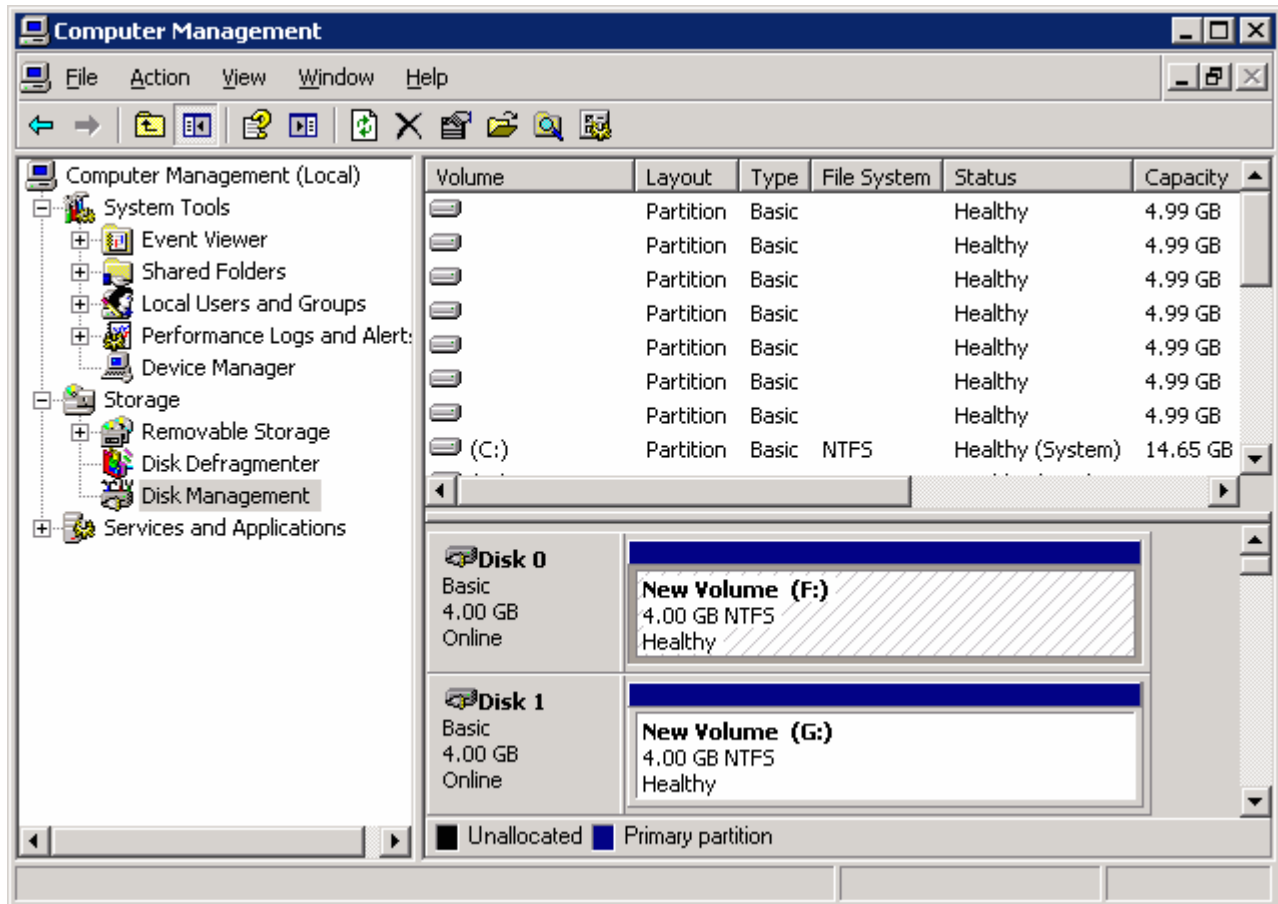 Computer Management
File Action View Window Help
Computer Management (Local)
System Tools
Event Viewer
Shared Folders
Local Users and Groups
Performance Logs and Alert
Device Manager
Storage
Removable Storage
Disk Defragmenter
Disk Management
Services and Applications
Volume Layout Type File System Status Capacity
Partition Basic Healthy 4.99 GB
Partition Basic Healthy 4.99 GB
Partition Basic Healthy 4.99 GB
Partition Basic Healthy 4.99 GB
Partition Basic Healthy 4.99 GB
Partition Basic Healthy 4.99 GB
Partition Basic Healthy 4.99 GB
(C:) Partition Basic NTFS Healthy (System) 14.65 GB
Disk 0
Basic
4.00 GB
Online
New Volume (F:)
4.00 GB NTFS
Healthy
Disk 1
Basic
4.00 GB
Online
New Volume (G:)
4.00 GB NTFS
Healthy
Unallocated Primary partition